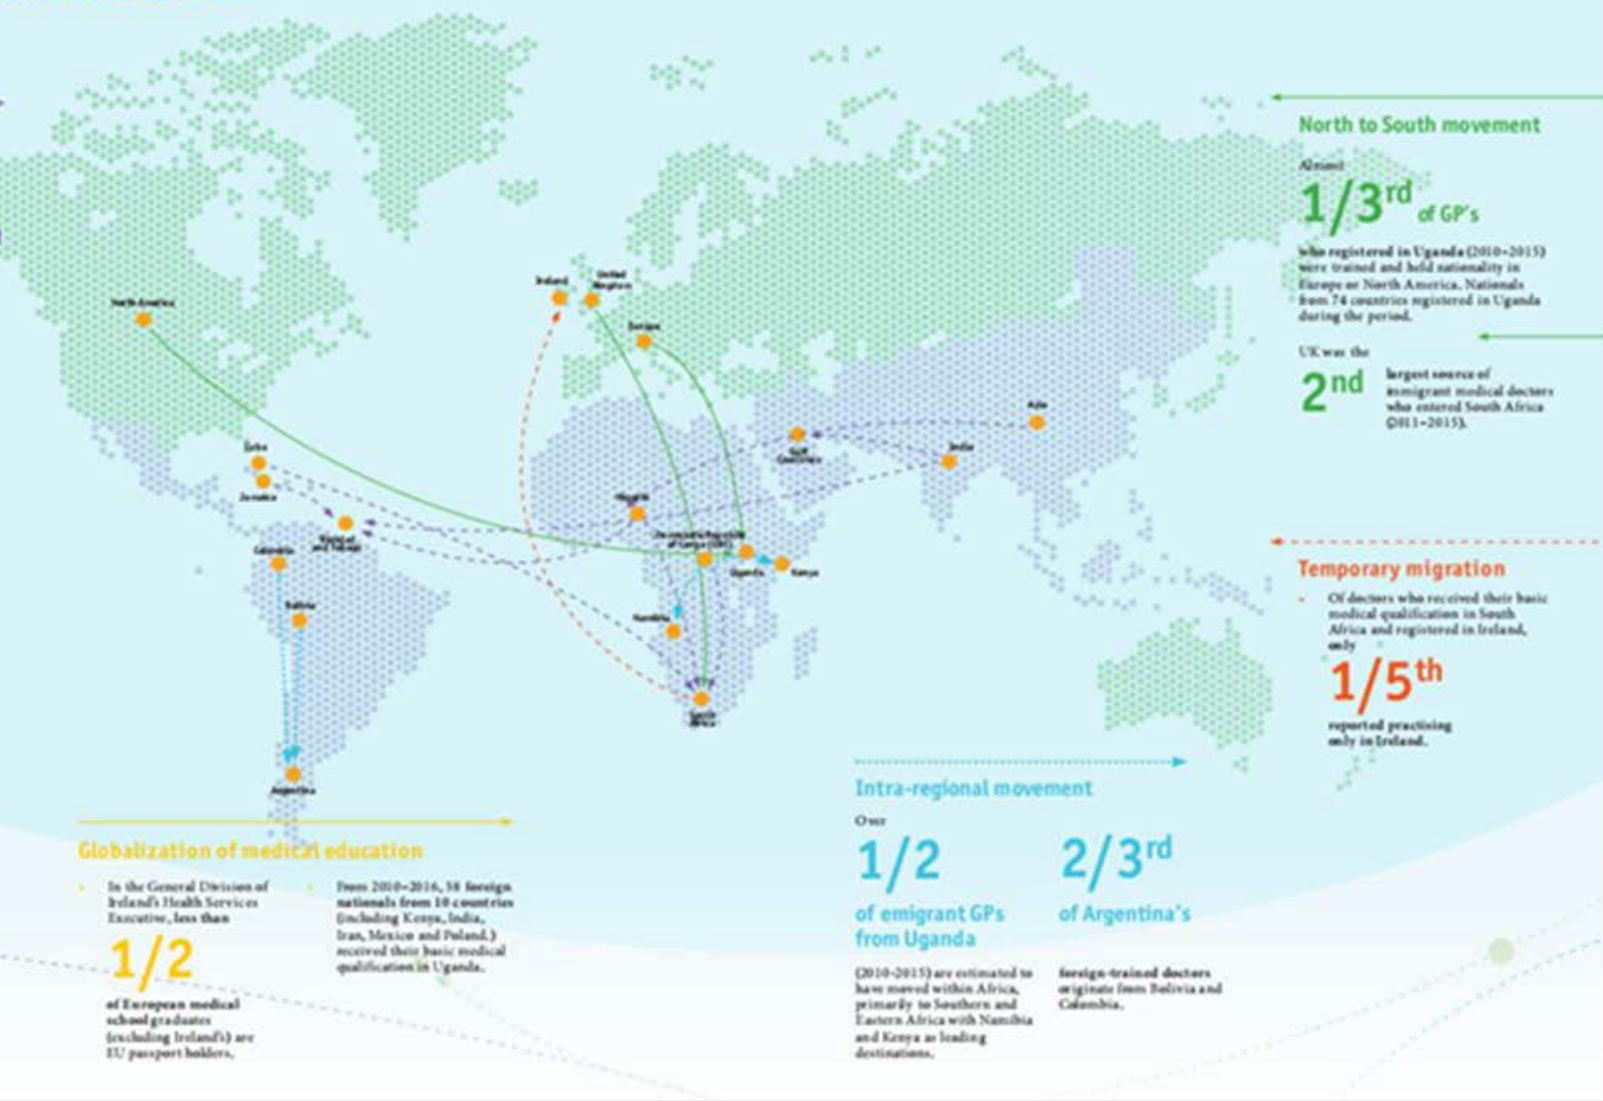 North America
Ireland
United
Kingdom
Europe
Cuba
Jamaica
Trinidad
and Tobago
Colombia
Bolivia
Argentina
Nigeria
Democratic Republic
of Congo (DRC)
Uganda
Kenya
Namibia
South
Africa
Gulf
Countries
India
Asia
North to South movement
Almost
1/3rd of GP's
who registered in Uganda (2010–2015)
were trained and held nationality in
Europe or North America. Nationals
from 74 countries registered in Uganda
during the period.
UK was the
2nd
largest source of
immigrant medical doctors
who entered South Africa
(2011–2015).
Temporary migration
Of doctors who received their basic
medical qualification in South
Africa and registered in Ireland,
only
1/5th
reported practising
only in Ireland.
Intra-regional movement
Over
1/2
of emigrant GPs
from Uganda
(2010-2015) are estimated to
have moved within Africa,
primarily to Southern and
Eastern Africa with Namibia
and Kenya as leading
destinations.
2/3rd
of Argentina's
foreign-trained doctors
originate from Bolivia and
Colombia.
Globalization of medical education
In the General Division of
Ireland's Health Services
Executive, less than
1/2
of European medical
school graduates
(excluding Ireland's) are
EU passport holders.
From 2010–2016, 38 foreign
nationals from 10 countries
(including Kenya, India,
Iran, Mexico and Poland.)
received their basic medical
qualification in Uganda.